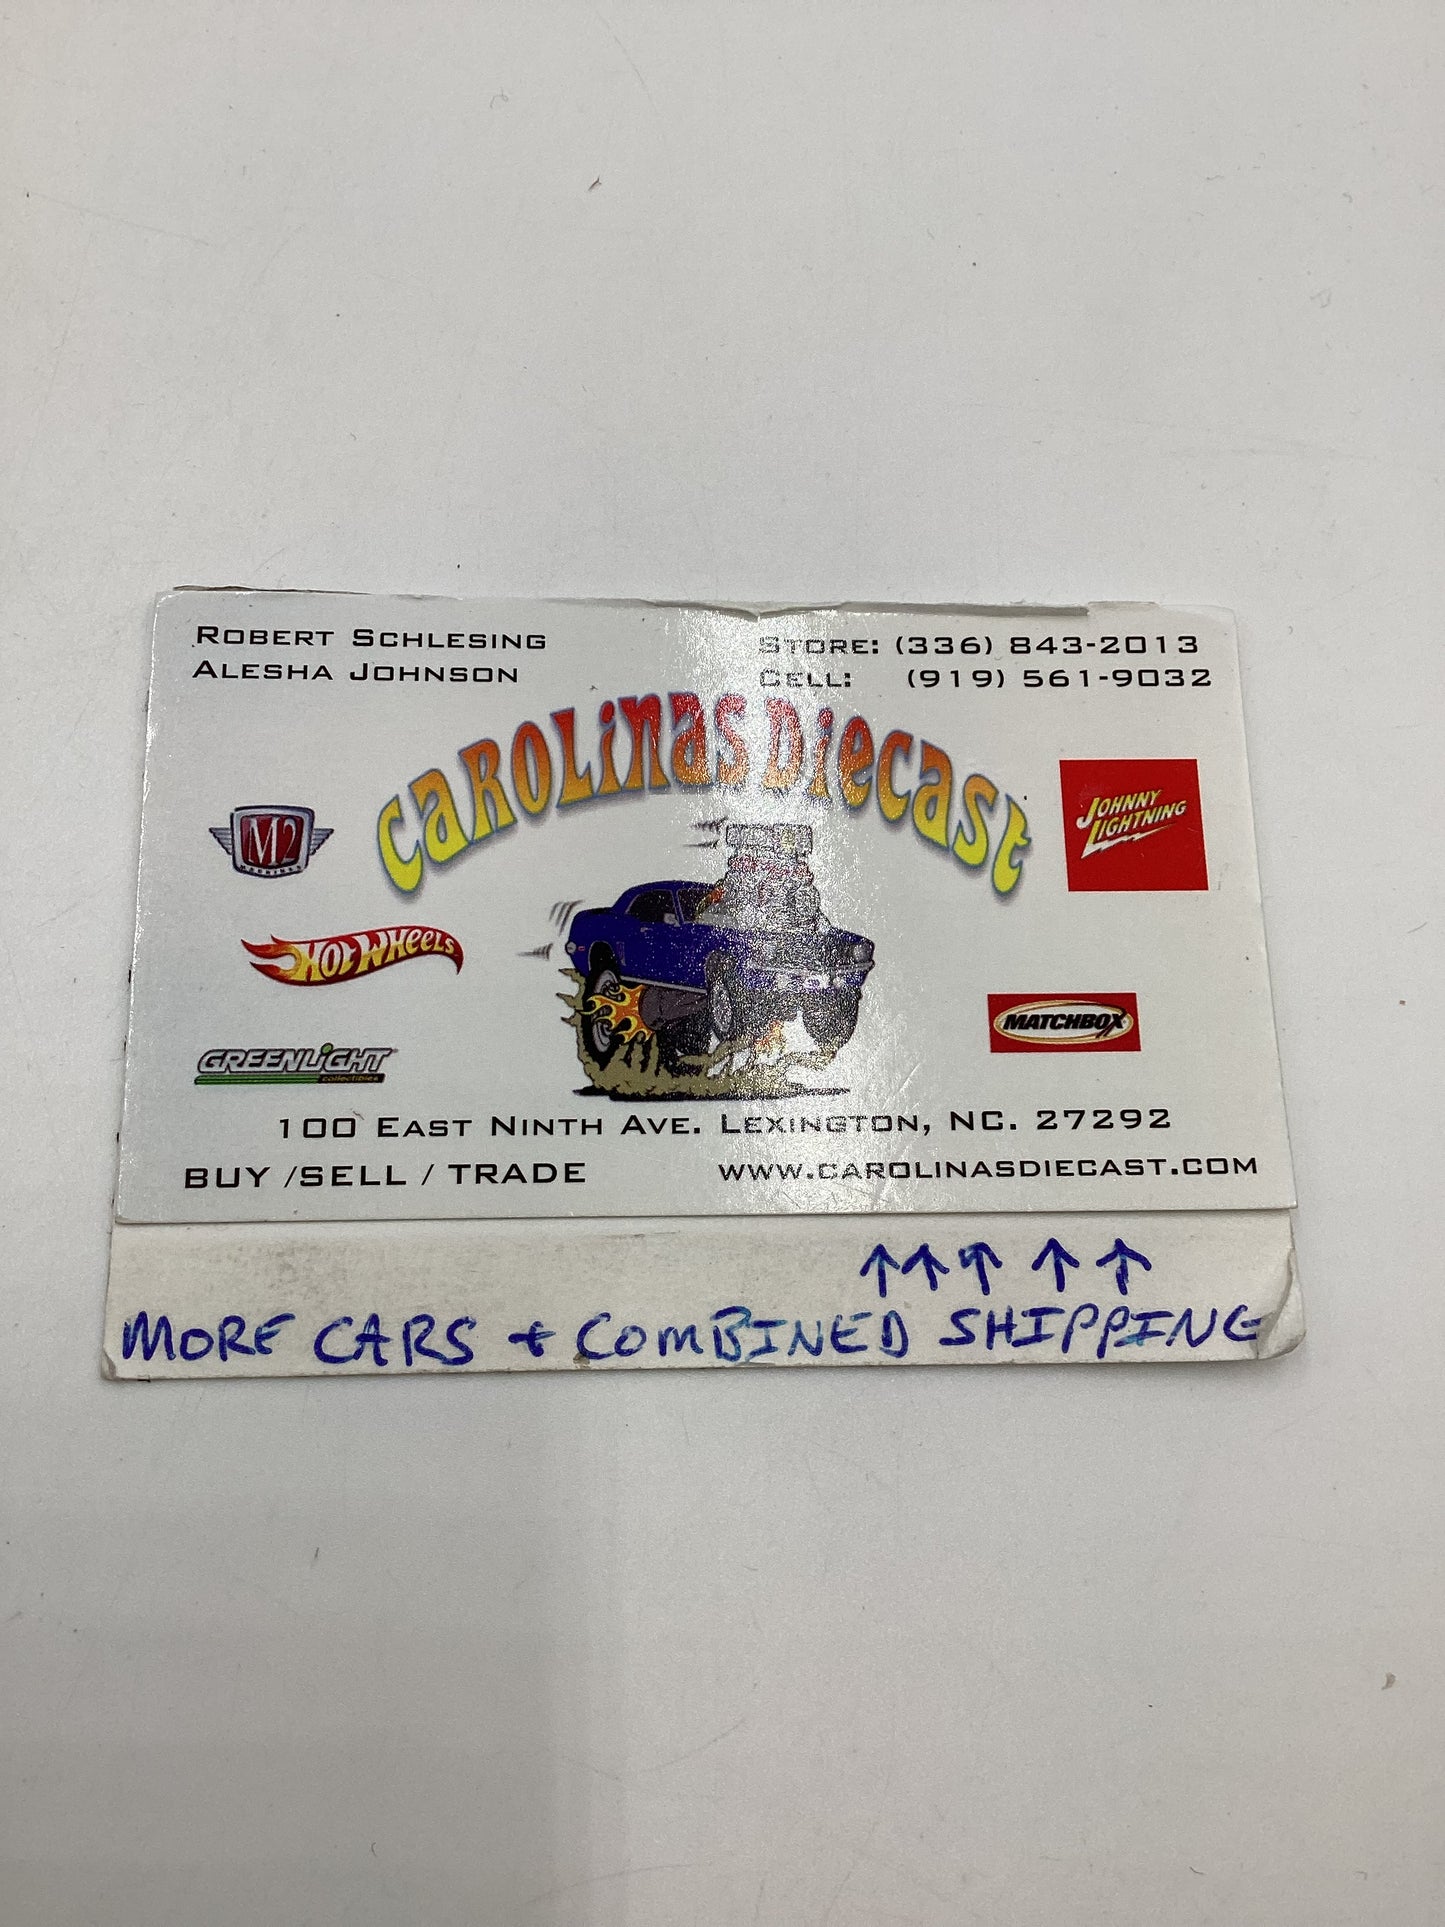 ROBERT SCHLESING
ALESHA JOHNSON
STORE: (336) 843-2013
CELL: (919) 561-9032
CAROLINAS DIECAST
M2
MACHINES
JOHNNY
LIGHTNING
HOT WHEELS
MATCHBOX
GREENLIGHT
collectibles
100 EAST NINTH AVE. LEXINGTON, NC. 27292
BUY /SELL / TRADE
WWW.CAROLINASDIECAST.COM
↑↑↑ ↑ ↑
MORE CARS + COMBINED SHIPPING